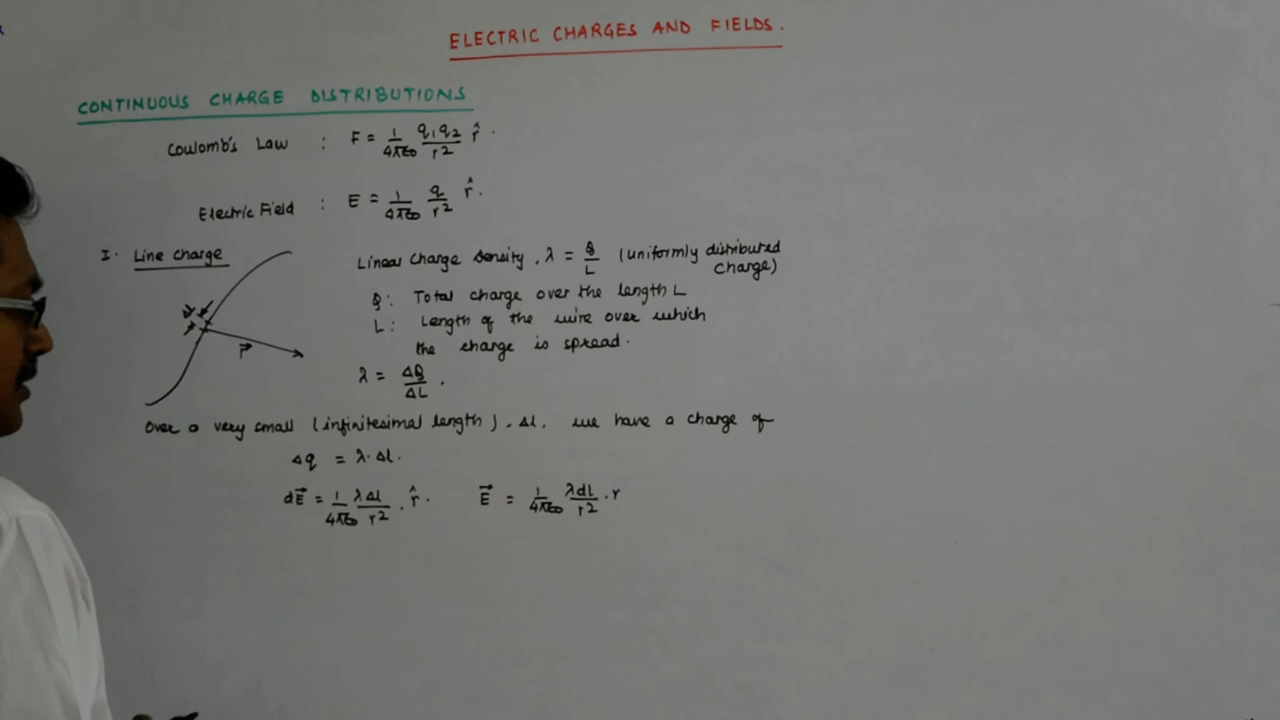 ELECTRIC CHARGES AND FIELDS.
CONTINUOUS CHARGE DISTRIBUTIONS
Coulomb's Law : F = 1/4πε0 q1q2/r2 r̂.
Electric Field : E = 1/4πε0 q/r2 r̂.
I. Line charge
Linear charge density, λ = Q/L (uniformly distributed
charge)
Q: Total charge over the length L
L: Length of the wire over which
the charge is spread.
r
λ = ΔQ/ΔL.
Over a very small (infinitesimal length), Δl, we have a charge of
Δq = λ.Δl.
dE⃗ = 1/4πε0 λΔl/r2 . r̂. E⃗ = 1/4πε0 λdl/r2 . r